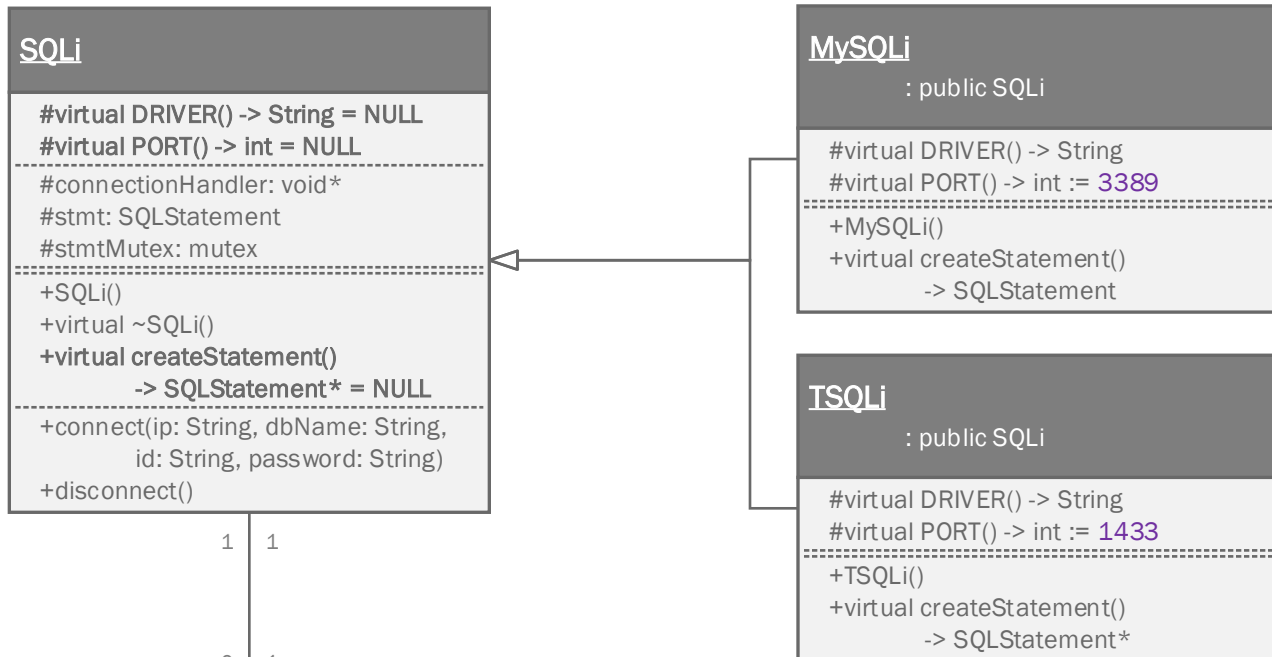 SQLi
#virtual DRIVER() -> String = NULL
#virtual PORT() -> int = NULL
#connectionHandler: void*
#stmt: SQLStatement
#stmtMutex: mutex
+SQLi()
+virtual ~SQLi()
+virtual createStatement()
-> SQLStatement* = NULL
+connect(ip: String, dbName: String,
id: String, password: String)
+disconnect()
1 1
MySQLi
: public SQLi
#virtual DRIVER() -> String
#virtual PORT() -> int := 3389
+MySQLi()
+virtual createStatement()
-> SQLStatement
TSQLi
: public SQLi
#virtual DRIVER() -> String
#virtual PORT() -> int := 1433
+TSQLi()
+virtual createStatement()
-> SQLStatement*